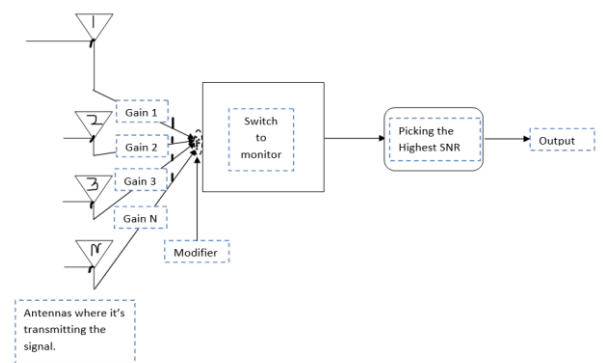 1
Gain 1
2
Gain 2
3
Gain 3
Gain N
N
Switch
to
monitor
Picking the
Highest SNR
Output
Modifier
Antennas where it's
transmitting the
signal.